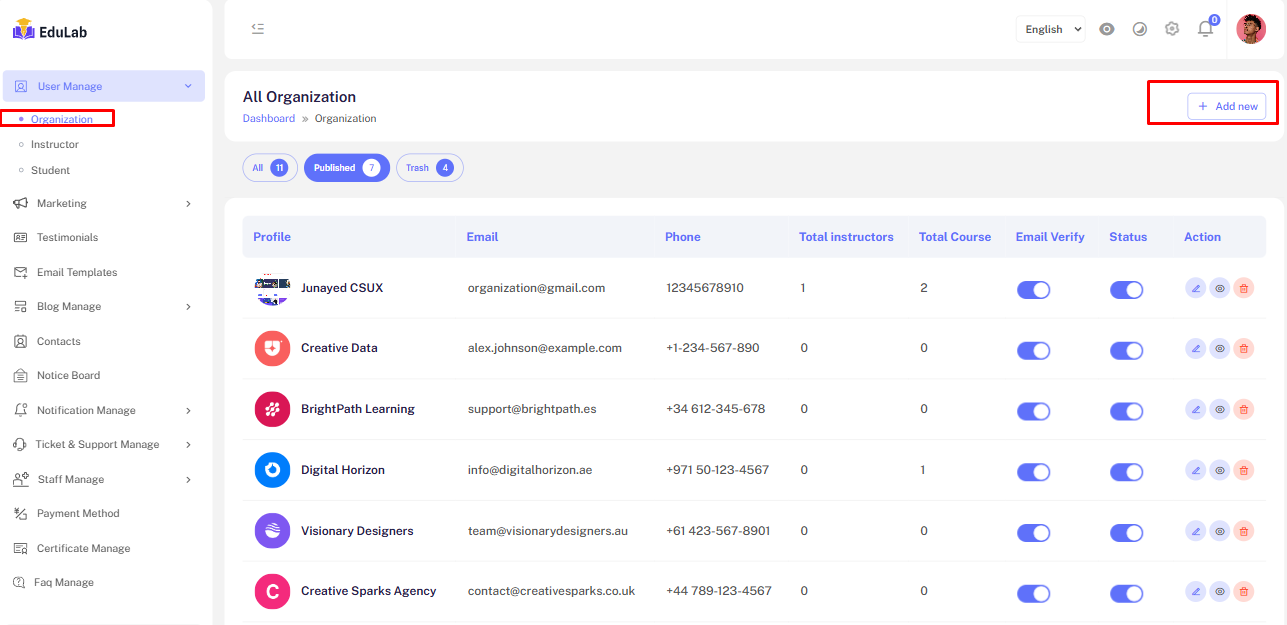 EduLab
English
0
User Manage
Organization
Instructor
Student
Marketing
Testimonials
Email Templates
Blog Manage
Contacts
Notice Board
Notification Manage
Ticket & Support Manage
Staff Manage
Payment Method
Certificate Manage
Faq Manage
All Organization
Dashboard » Organization
+ Add new
All 11 Published 7 Trash 4
Profile Email Phone Total instructors Total Course Email Verify Status Action
Junayed CSUX organization@gmail.com 12345678910 1 2
Creative Data alex.johnson@example.com +1-234-567-890 0 0
BrightPath Learning support@brightpath.es +34 612-345-678 0 0
Digital Horizon info@digitalhorizon.ae +971 50-123-4567 0 1
Visionary Designers team@visionarydesigners.au +61 423-567-8901 0 0
C Creative Sparks Agency contact@creativesparks.co.uk +44 789-123-4567 0 0